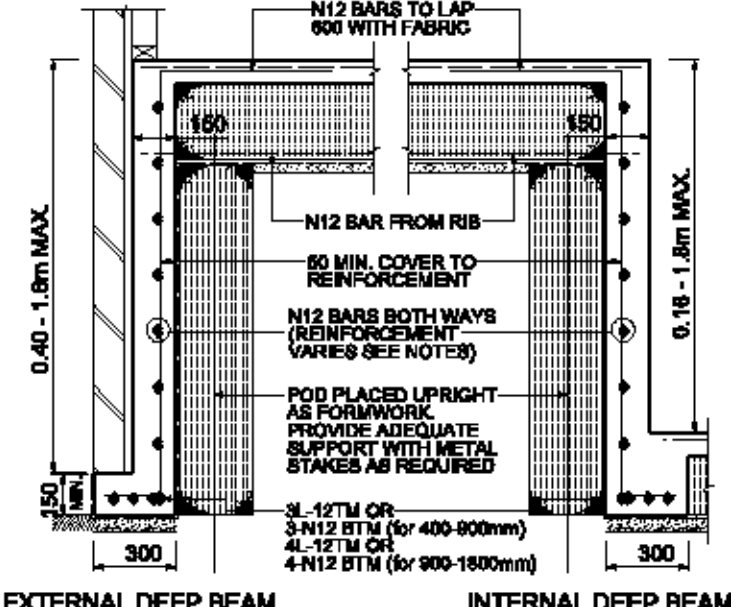 N12 BARS TO LAP
600 WITH FABRIC
150
150
0.40 - 1.8m MAX.
0.16 - 1.8m MAX.
N12 BAR FROM RIB
50 MIN. COVER TO
REINFORCEMENT
N12 BARS BOTH WAYS
(REINFORCEMENT
VARIES SEE NOTES)
POD PLACED UPRIGHT
AS FORMWORK.
PROVIDE ADEQUATE
SUPPORT WITH METAL
STAKES AS REQUIRED
150
MIN.
3L-12TM OR
3-N12 BTM (for 400-900mm)
4L-12TM OR
4-N12 BTM (for 900-1800mm)
300
300
EXTERNAL DEEP BEAM
INTERNAL DEEP BEAM